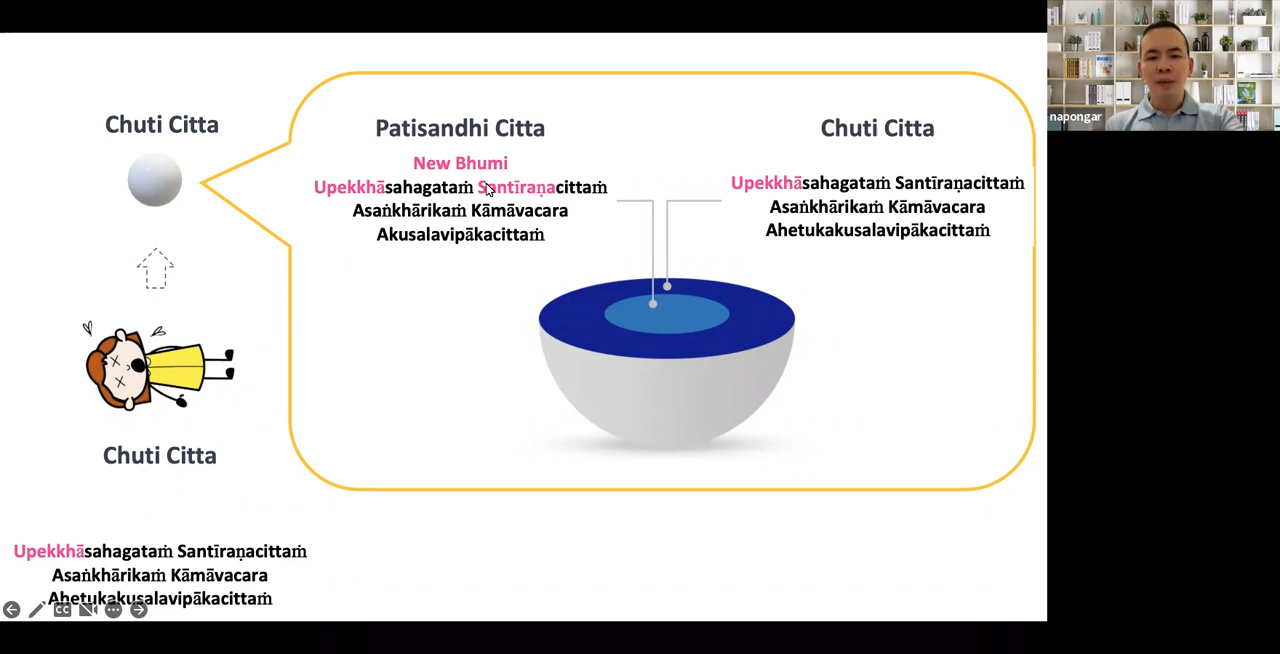 Chuti Citta
Patisandhi Citta
New Bhumi
Upekkhāsahagataṁ Santīraṇacittaṁ
Asaṅkhārikaṁ Kāmāvacara
Akusalavipākacittaṁ
Chuti Citta
Upekkhāsahagataṁ Santīraṇacittaṁ
Asaṅkhārikaṁ Kāmāvacara
Ahetukakusalavipākacittaṁ
Chuti Citta
Upekkhāsahagataṁ Santīraṇacittaṁ
Asaṅkhārikaṁ Kāmāvacara
Ahetukakusalavipākacittaṁ
CC
napongar